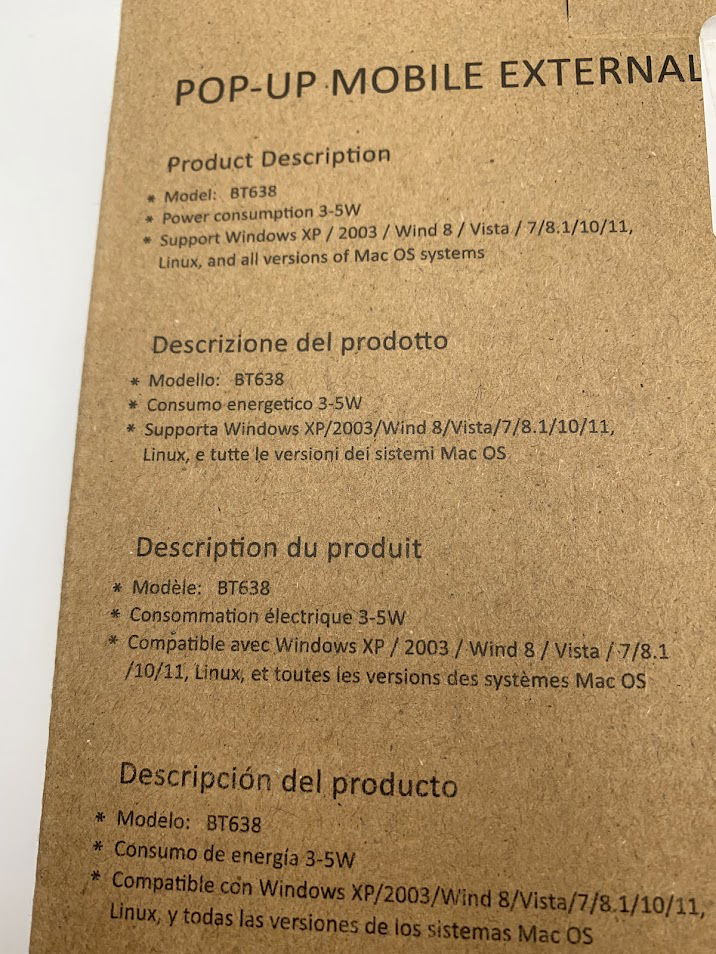 POP-UP MOBILE EXTERNAL
Product Description
* Model: BT638
* Power consumption 3-5W
* Support Windows XP / 2003 / Wind 8 / Vista / 7/8.1/10/11,
Linux, and all versions of Mac OS systems
Descrizione del prodotto
* Modello: BT638
* Consumo energetico 3-5W
* Supporta Windows XP/2003/Wind 8/Vista/7/8.1/10/11,
Linux, e tutte le versioni dei sistemi Mac OS
Description du produit
* Modèle: BT638
* Consommation électrique 3-5W
* Compatible avec Windows XP / 2003 / Wind 8 / Vista / 7/8.1
/10/11, Linux, et toutes les versions des systèmes Mac OS
Descripción del producto
* Modelo: BT638
* Consumo de energía 3-5W
* Compatible con Windows XP/2003/Wind 8/Vista/7/8.1/10/11,
Linux, y todas las versiones de los sistemas Mac OS